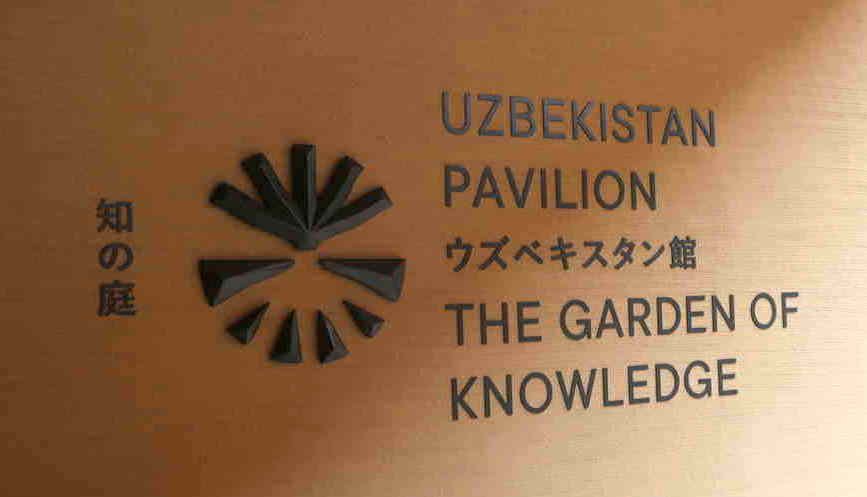 知の庭
UZBEKISTAN
PAVILION
ウズベキスタン館
THE GARDEN OF
KNOWLEDGE